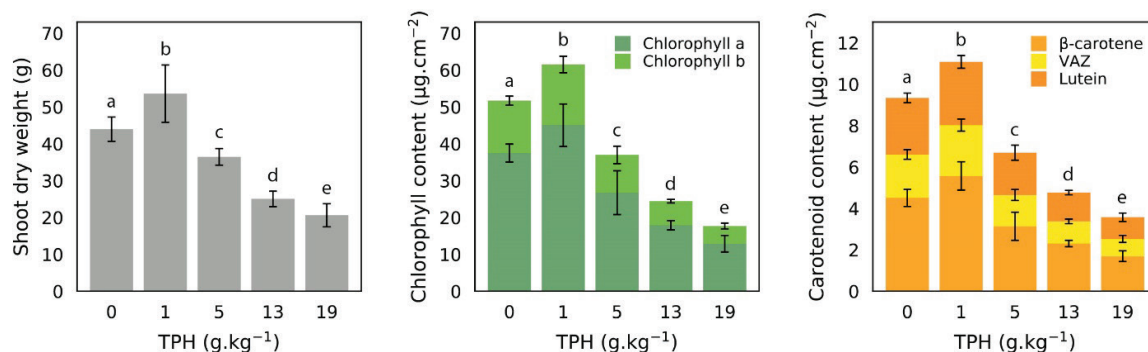 Shoot dry weight (g)
70
60
50
40
30
20
10
0
a
b
c
d
e
0 1 5 13 19
TPH (g.kg⁻¹)
Chlorophyll content (µg.cm⁻²)
70
60
50
40
30
20
10
0
Chlorophyll a
Chlorophyll b
a
b
c
d
e
0 1 5 13 19
TPH (g.kg⁻¹)
Carotenoid content (µg.cm⁻²)
12
10
8
6
4
2
0
β-carotene
VAZ
Lutein
a
b
c
d
e
0 1 5 13 19
TPH (g.kg⁻¹)